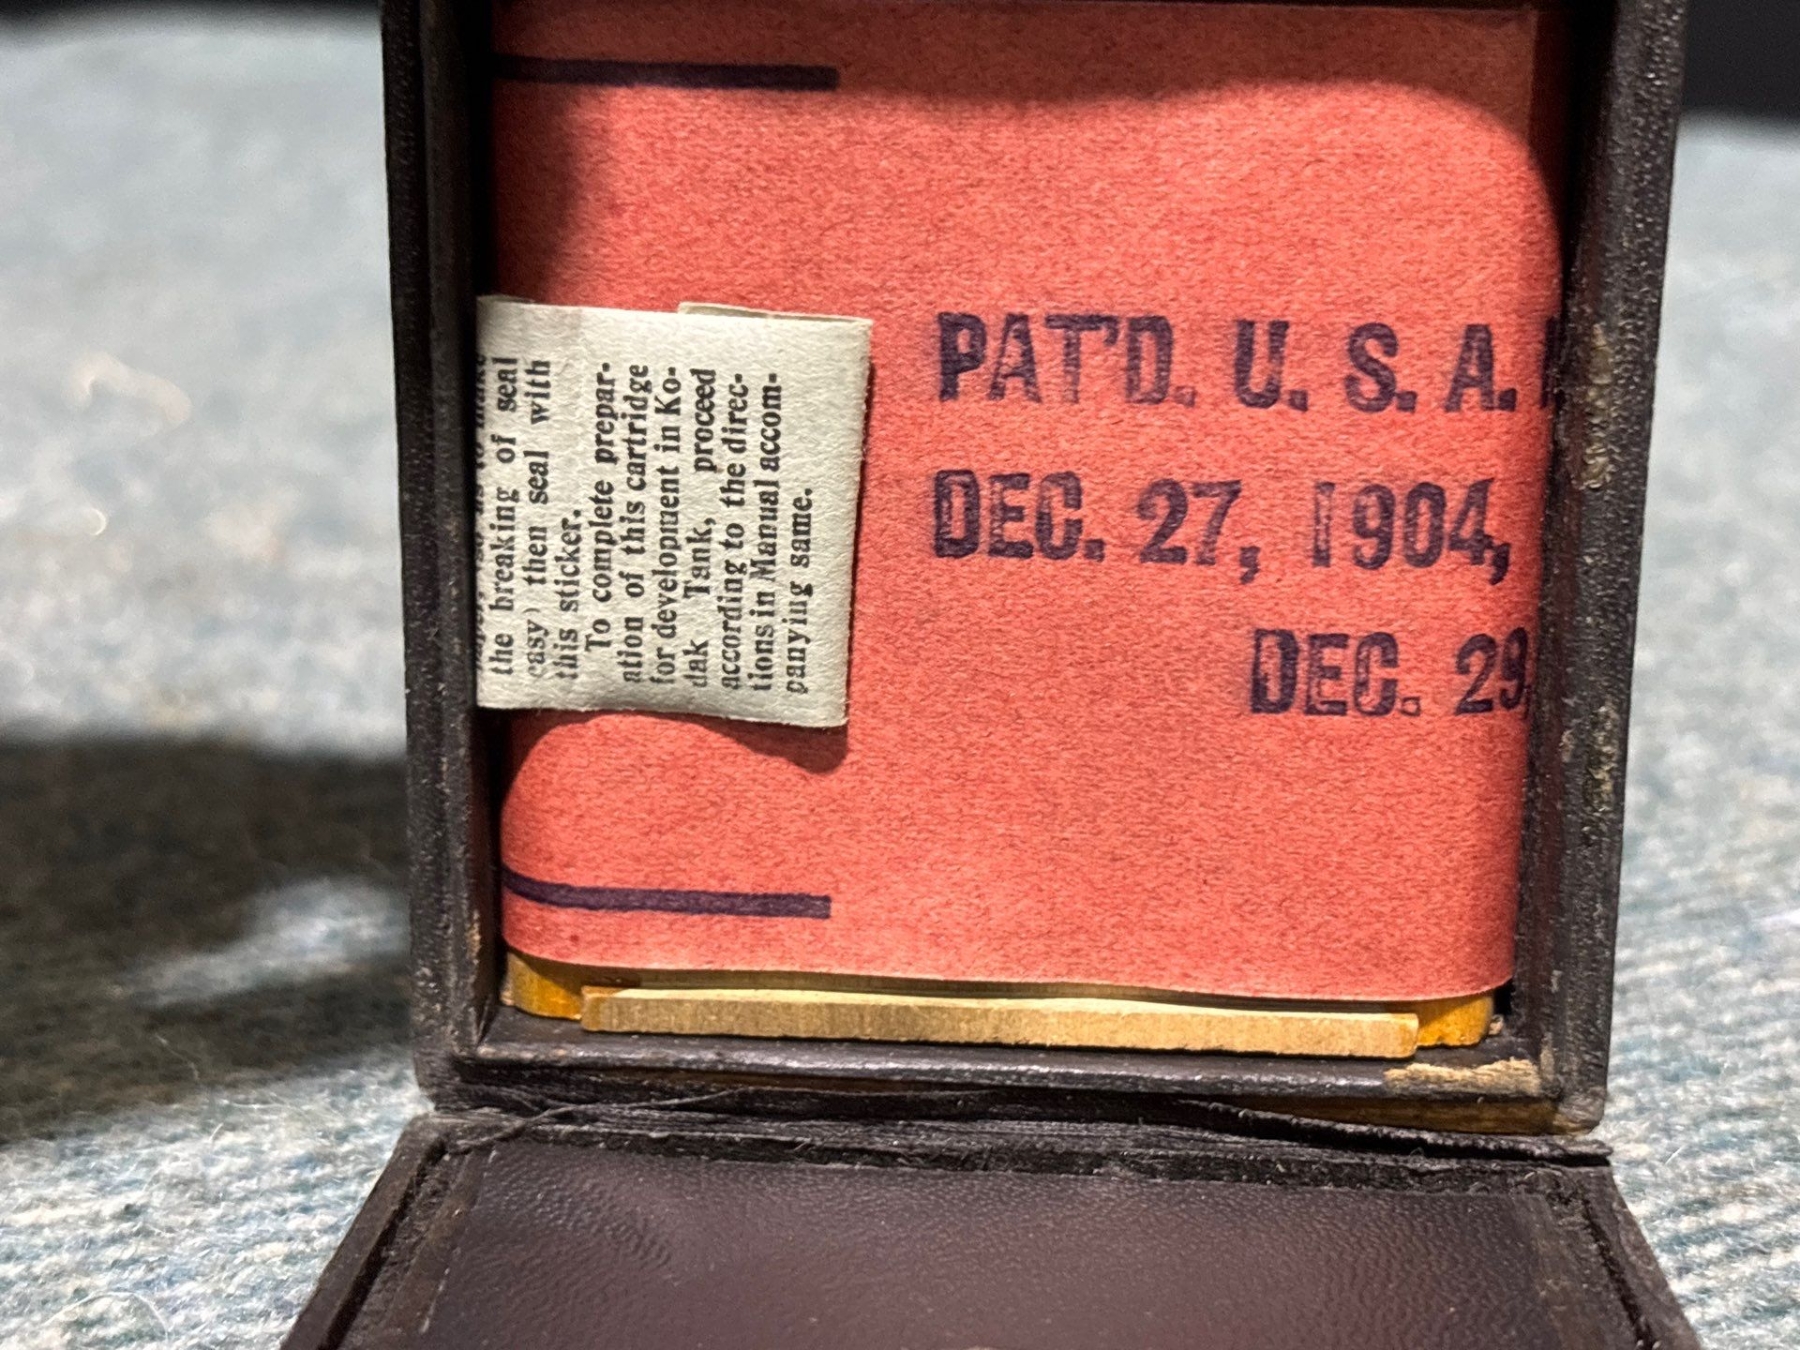 PAT'D. U. S. A.
DEC. 27, 1904,
DEC. 29,
the breaking of seal
easy) then seal with
this sticker.
To complete prepar-
ation of this cartridge
for development in Ko-
dak Tank, proceed
according to the direc-
tions in Manual accom-
panying same.